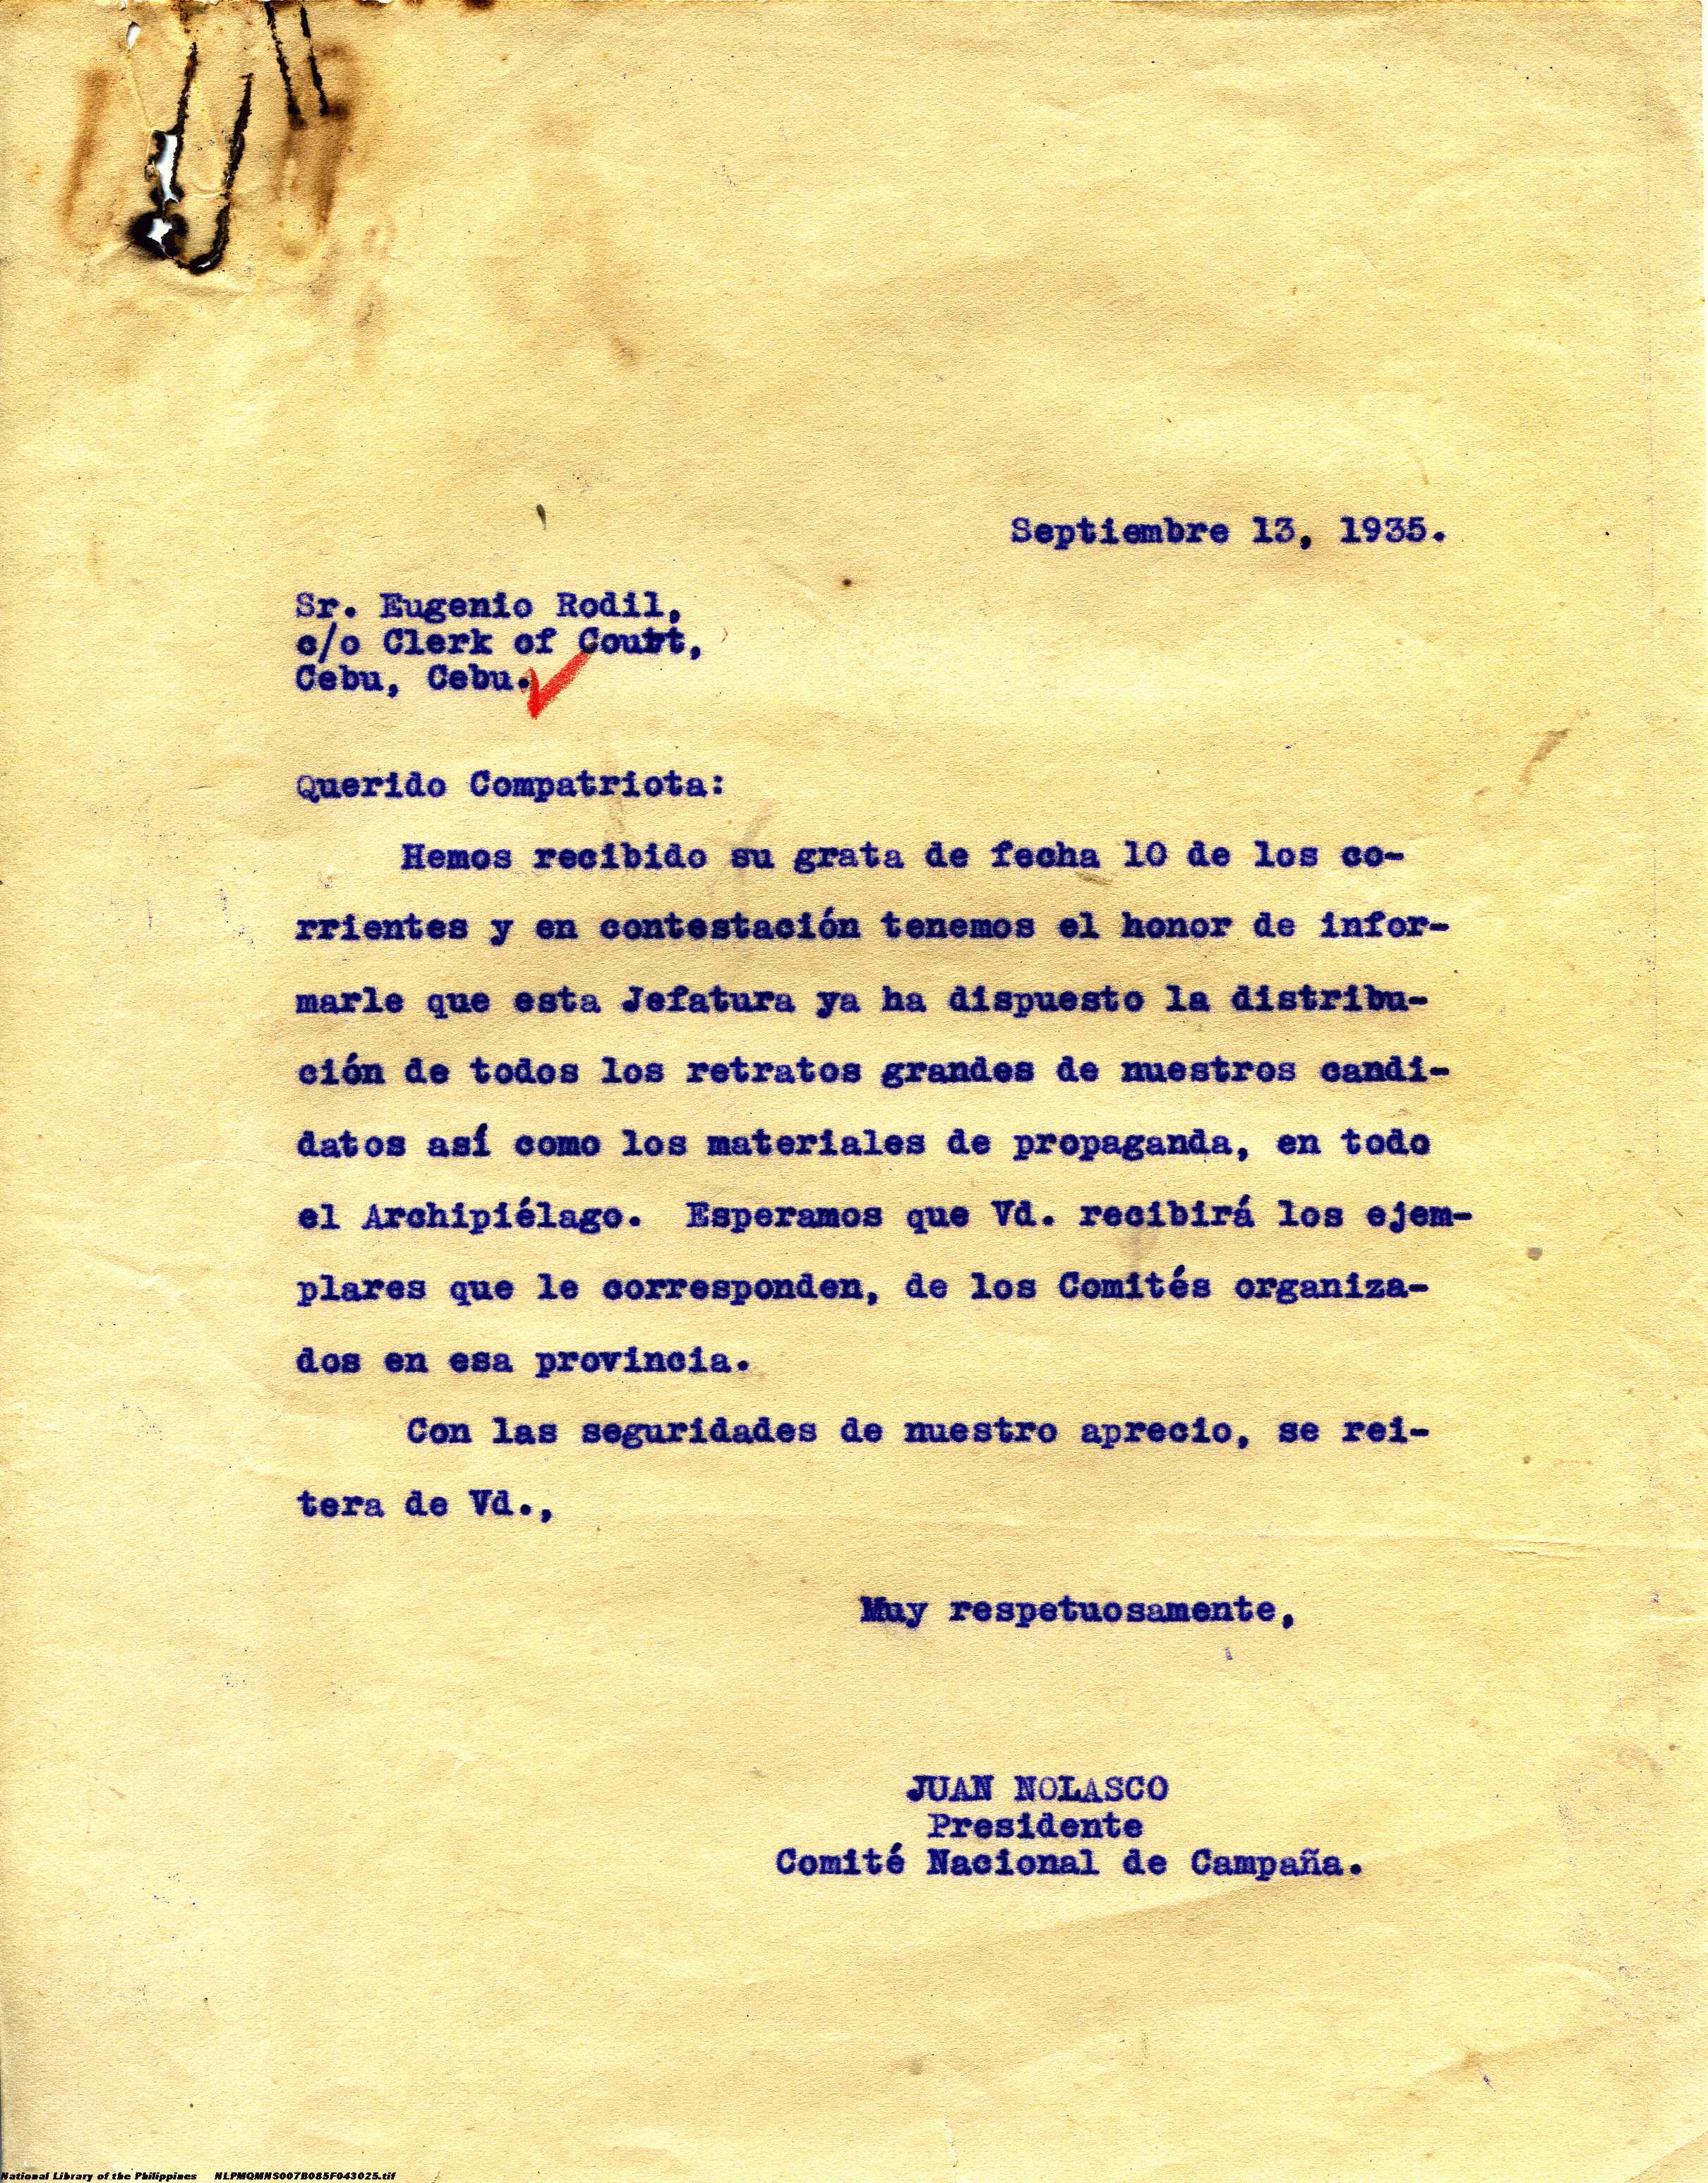 Septiembre 13, 1935.
Sr. Eugenio Rodil,
c/o Clerk of Court,
Cebu, Cebu.
Querido Compatriota:
Hemos recibido su grata de fecha 10 de los co-
rrientes y en contestación tenemos el honor de infor-
marle que esta Jefatura ya ha dispuesto la distribu-
ción de todos los retratos grandes de nuestros candi-
datos así como los materiales de propaganda, en todo
el Archipiélago. Esperamos que Vd. recibirá los ejem-
plares que le corresponden, de los Comités organiza-
dos en esa provincia.
Con las seguridades de nuestro aprecio, se rei-
tera de Vd.,
Muy respetuosamente,
JUAN NOLASCO
Presidente
Comité Nacional de Campaña.
National Library of the Philippines NLPMQMNS007B085F043025.tif